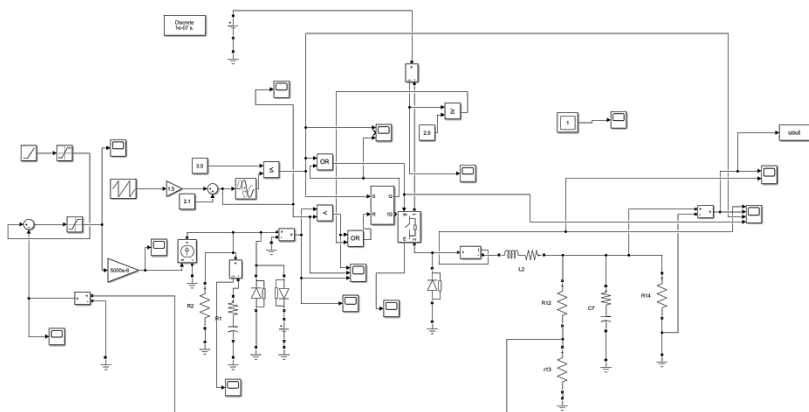 Discrete
1e-07 s.
2.5
1
uout
3.5
OR
1.5
2.1
S
Q
R
!Q
OR
5000e-6
L2
R2
R1
R12
C7
R14
r13